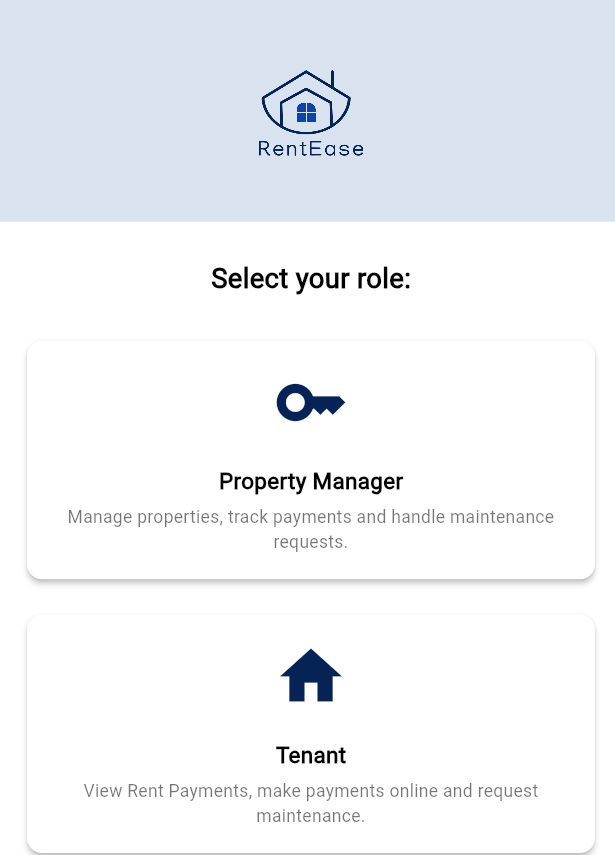 RentEase
Select your role:
Property Manager
Manage properties, track payments and handle maintenance
requests.
Tenant
View Rent Payments, make payments online and request
maintenance.